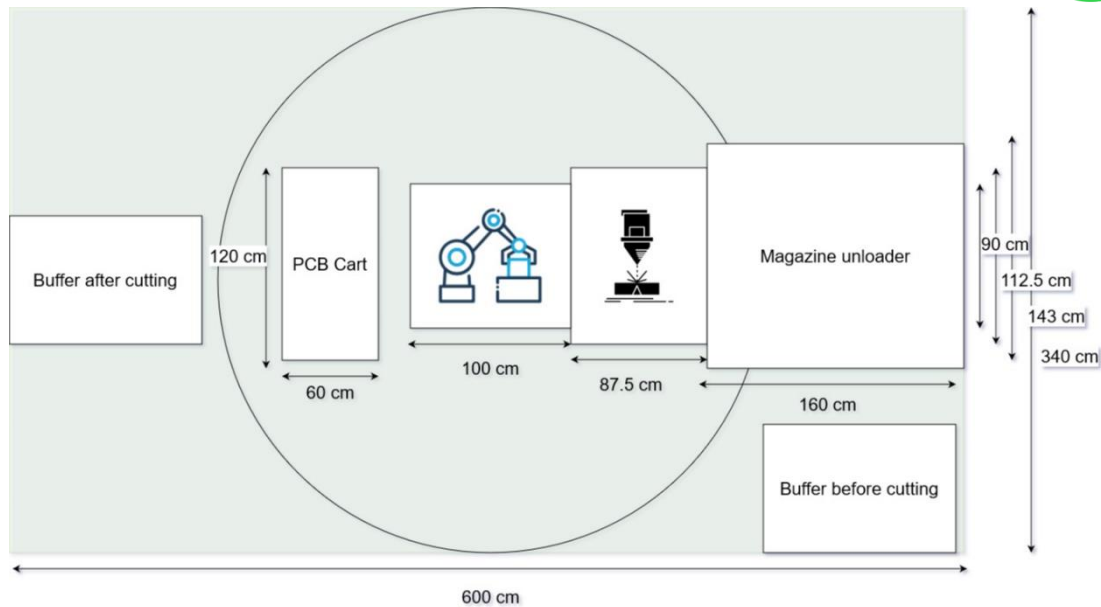 90 cm
120 cm
PCB Cart
Magazine unloader
Buffer after cutting
112.5 cm
143 cm
340 cm
100 cm
87.5 cm
60 cm
160 cm
Buffer before cutting
600 cm